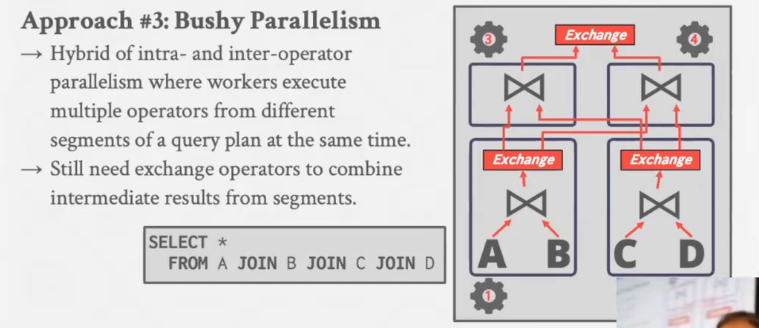 Approach #3: Bushy Parallelism
→ Hybrid of intra- and inter-operator
parallelism where workers execute
multiple operators from different
segments of a query plan at the same time.
→ Still need exchange operators to combine
intermediate results from segments.
SELECT *
FROM A JOIN B JOIN C JOIN D
3
Exchange
4
Exchange
Exchange
A B C D
1